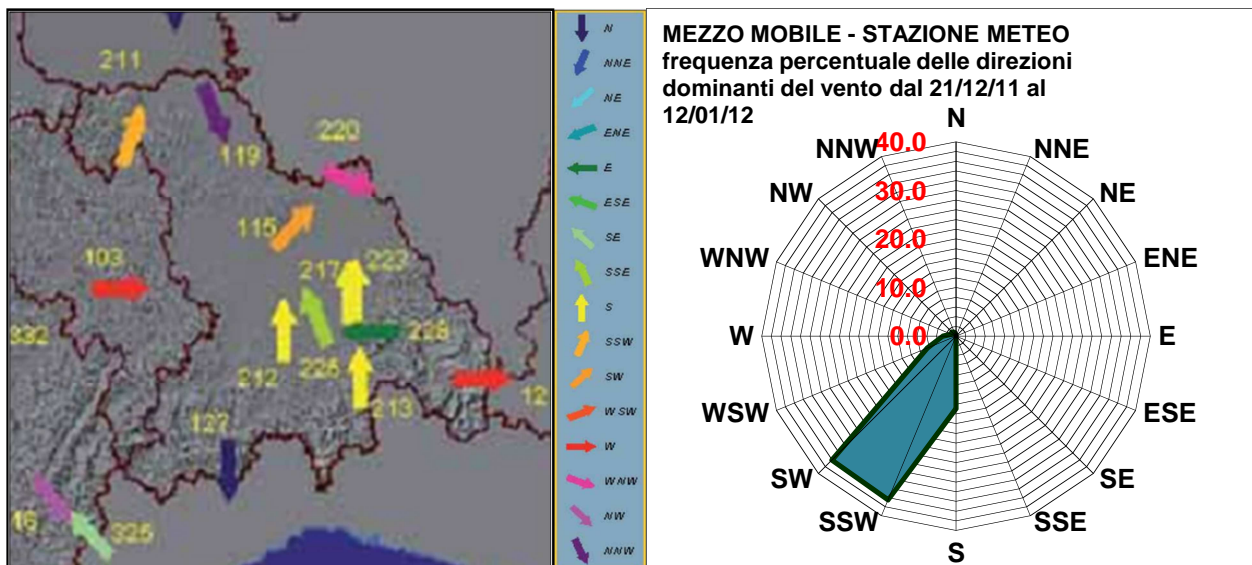 211
119
220
115
103
217
223
332
228
212
226
213
12
127
16
325
N
NNE
NE
ENE
E
ESE
SE
SSE
S
SSW
SW
WSW
W
WNW
NW
NNW
MEZZO MOBILE - STAZIONE METEO
frequenza percentuale delle direzioni
dominanti del vento dal 21/12/11 al
12/01/12
N
NNE
NE
ENE
E
ESE
SE
SSE
S
SSW
SW
WSW
W
WNW
NW
NNW
40.0
30.0
20.0
10.0
0.0